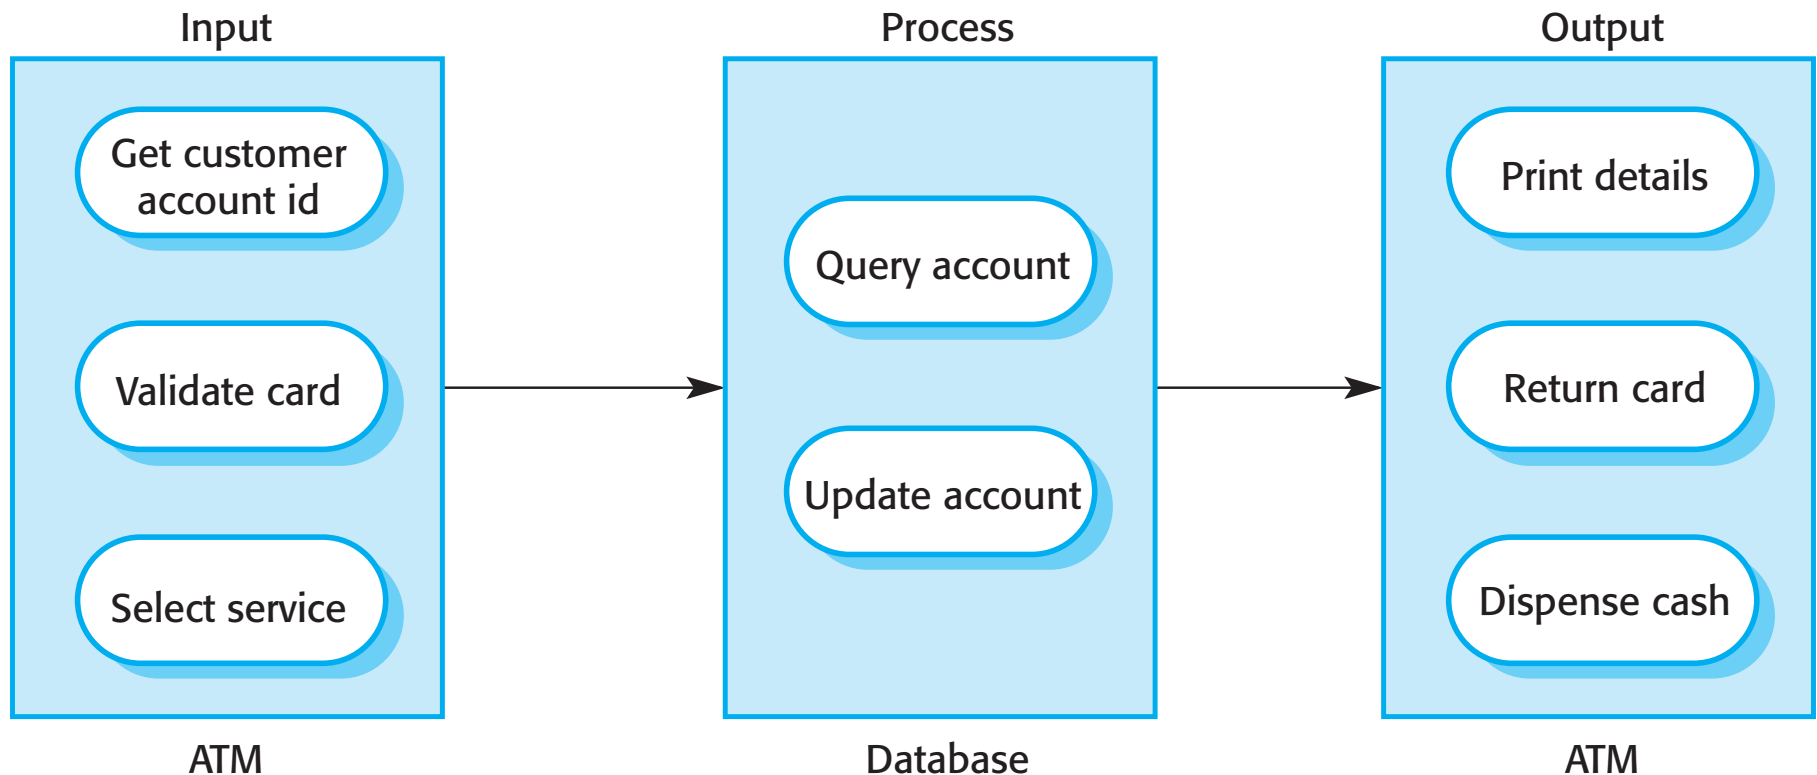 Input
Process
Output
Get customer
account id
Validate card
Select service
Query account
Update account
Print details
Return card
Dispense cash
ATM
Database
ATM